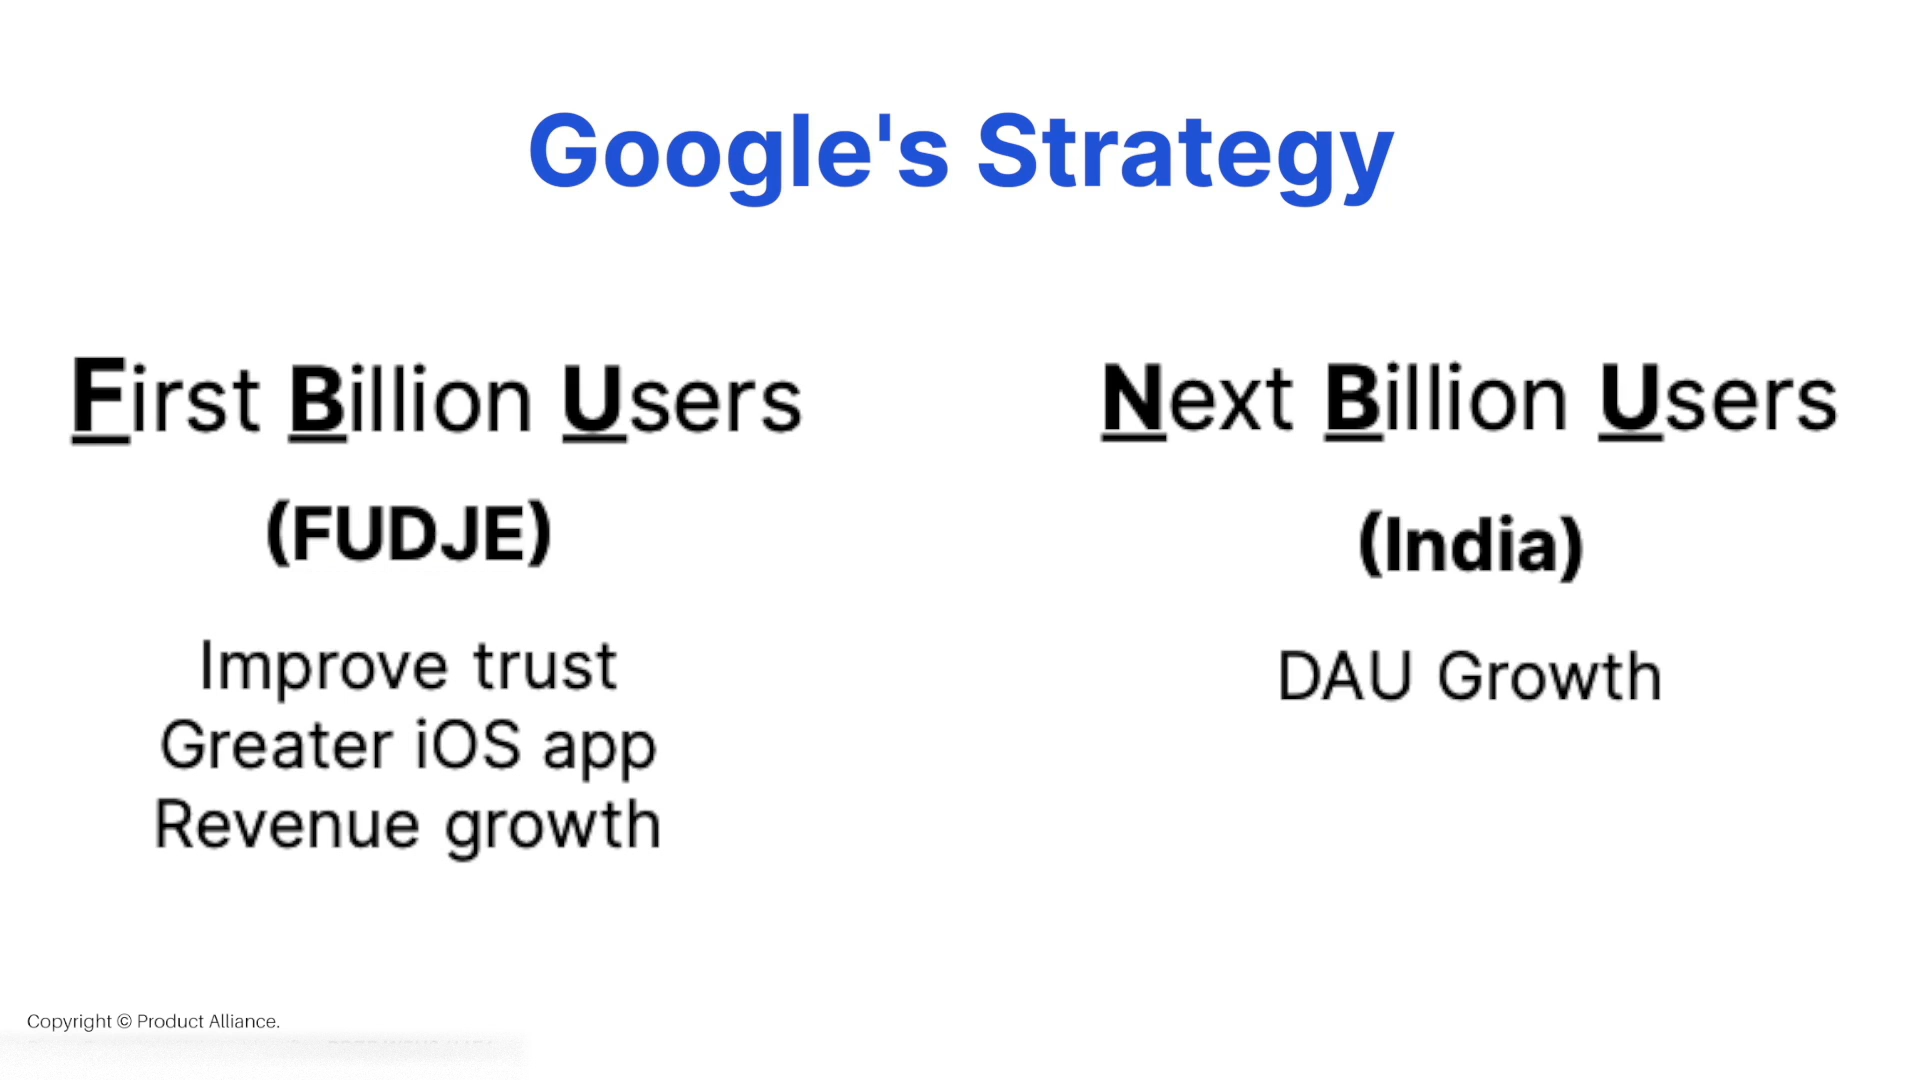 Google's Strategy
First Billion Users
(FUDJE)
Improve trust
Greater iOS app
Revenue growth
Next Billion Users
(India)
DAU Growth
Copyright © Product Alliance.